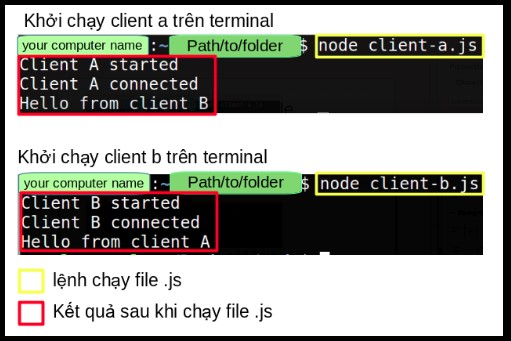 Khởi chạy client a trên terminal
your computer name :~ Path/to/folder $ node client-a.js
Client A started
Client A connected
Hello from client B
Khởi chạy client b trên terminal
your computer name :~ Path/to/folder $ node client-b.js
Client B started
Client B connected
Hello from client A
lệnh chạy file .js
Kết quả sau khi chạy file .js